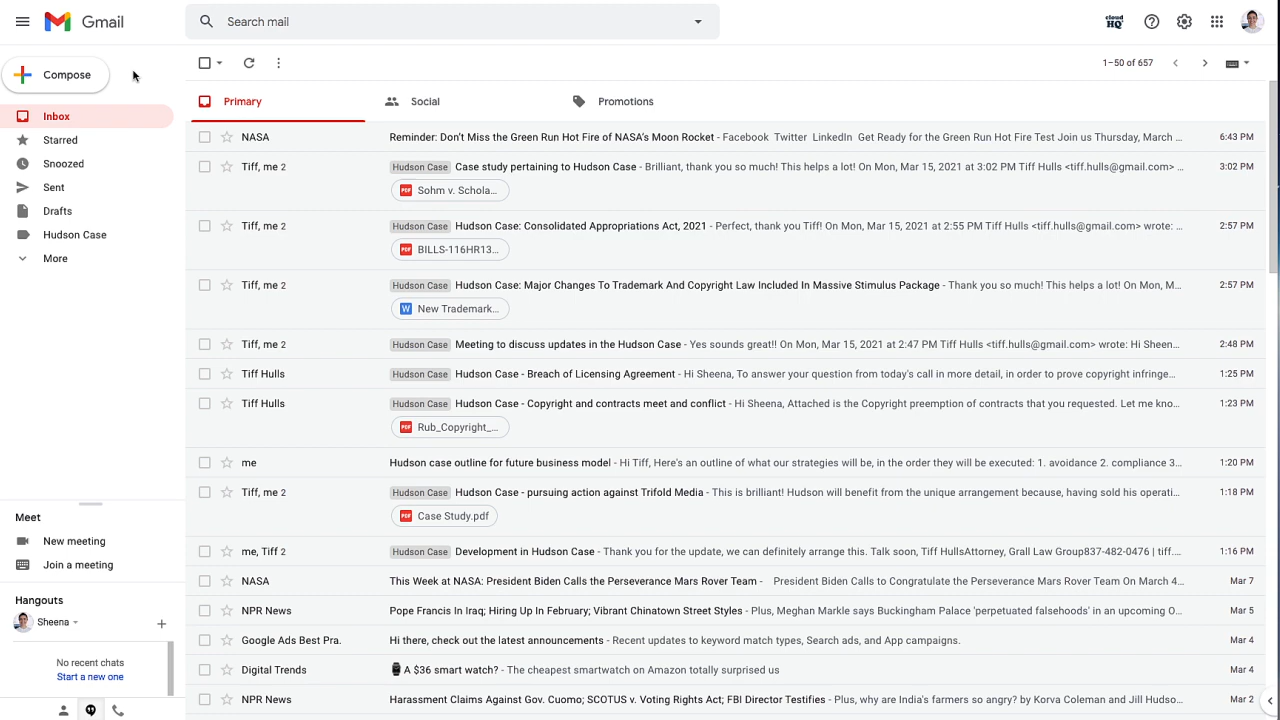 Gmail
Search mail
cloud HQ
Compose
1–50 of 657
Inbox
Starred
Snoozed
Sent
Drafts
Hudson Case
More
Primary
Social
Promotions
NASA Reminder: Don't Miss the Green Run Hot Fire of NASA's Moon Rocket - Facebook Twitter LinkedIn Get Ready for the Green Run Hot Fire Test Join us Thursday, March ... 6:43 PM
Tiff, me 2 Hudson Case Case study pertaining to Hudson Case - Brilliant, thank you so much! This helps a lot! On Mon, Mar 15, 2021 at 3:02 PM Tiff Hulls <tiff.hulls@gmail.com> ... 3:02 PM
PDF Sohm v. Schola...
Tiff, me 2 Hudson Case Hudson Case: Consolidated Appropriations Act, 2021 - Perfect, thank you Tiff! On Mon, Mar 15, 2021 at 2:55 PM Tiff Hulls <tiff.hulls@gmail.com> wrote: ... 2:57 PM
PDF BILLS-116HR13...
Tiff, me 2 Hudson Case Hudson Case: Major Changes To Trademark And Copyright Law Included In Massive Stimulus Package - Thank you so much! This helps a lot! On Mon, M... 2:57 PM
W New Trademark...
Tiff, me 2 Hudson Case Meeting to discuss updates in the Hudson Case - Yes sounds great!! On Mon, Mar 15, 2021 at 2:47 PM Tiff Hulls <tiff.hulls@gmail.com> wrote: Hi Sheen... 2:48 PM
Tiff Hulls Hudson Case Hudson Case - Breach of Licensing Agreement - Hi Sheena, To answer your question from today's call in more detail, in order to prove copyright infringe... 1:25 PM
Tiff Hulls Hudson Case Hudson Case - Copyright and contracts meet and conflict - Hi Sheena, Attached is the Copyright preemption of contracts that you requested. Let me kno... 1:23 PM
PDF Rub_Copyright_...
me Hudson case outline for future business model - Hi Tiff, Here's an outline of what our strategies will be, in the order they will be executed: 1. avoidance 2. compliance 3... 1:20 PM
Tiff, me 2 Hudson Case Hudson Case - pursuing action against Trifold Media - This is brilliant! Hudson will benefit from the unique arrangement because, having sold his operati... 1:18 PM
PDF Case Study.pdf
me, Tiff 2 Hudson Case Development in Hudson Case - Thank you for the update, we can definitely arrange this. Talk soon, Tiff HullsAttorney, Grall Law Group837-482-0476 | tiff.... 1:16 PM
NASA This Week at NASA: President Biden Calls the Perseverance Mars Rover Team - President Biden Calls to Congratulate the Perseverance Mars Rover Team On March 4... Mar 7
NPR News Pope Francis In Iraq; Hiring Up In February; Vibrant Chinatown Street Styles - Plus, Meghan Markle says Buckingham Palace 'perpetuated falsehoods' in an upcoming O... Mar 5
Google Ads Best Pra. Hi there, check out the latest announcements - Recent updates to keyword match types, Search ads, and App campaigns. Mar 4
Digital Trends A $36 smart watch? - The cheapest smartwatch on Amazon totally surprised us Mar 4
NPR News Harassment Claims Against Gov. Cuomo; SCOTUS v. Voting Rights Act; FBI Director Testifies - Plus, why are India's farmers so angry? by Korva Coleman and Jill Hudso... Mar 2
Meet
New meeting
Join a meeting
Hangouts
Sheena
No recent chats
Start a new one